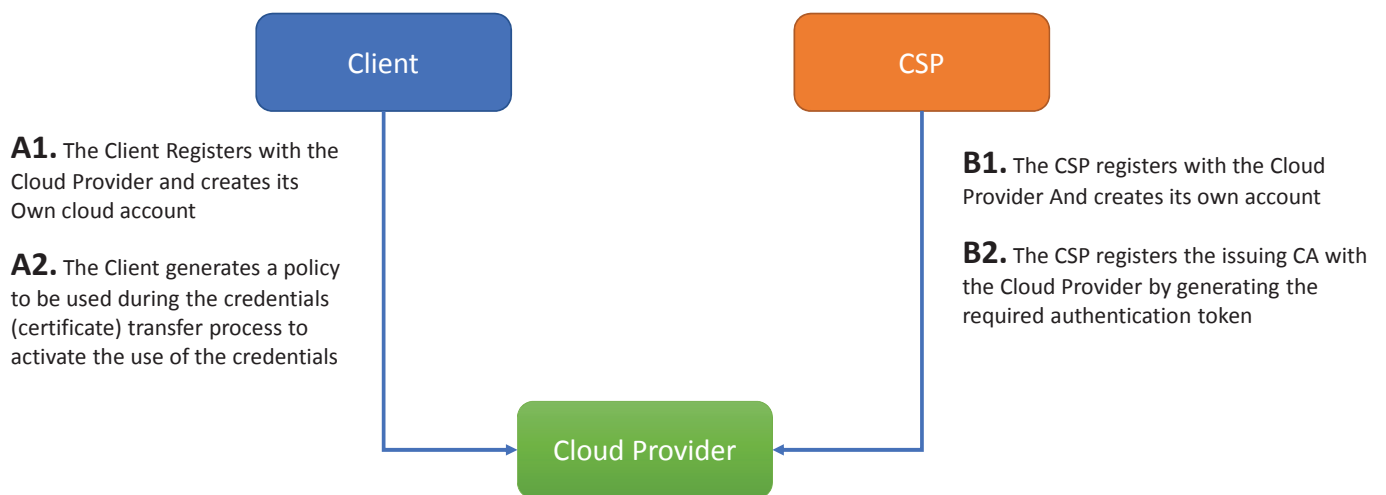 Client
CSP
A1. The Client Registers with the
Cloud Provider and creates its
Own cloud account
A2. The Client generates a policy
to be used during the credentials
(certificate) transfer process to
activate the use of the credentials
B1. The CSP registers with the Cloud
Provider And creates its own account
B2. The CSP registers the issuing CA with
the Cloud Provider by generating the
required authentication token
Cloud Provider